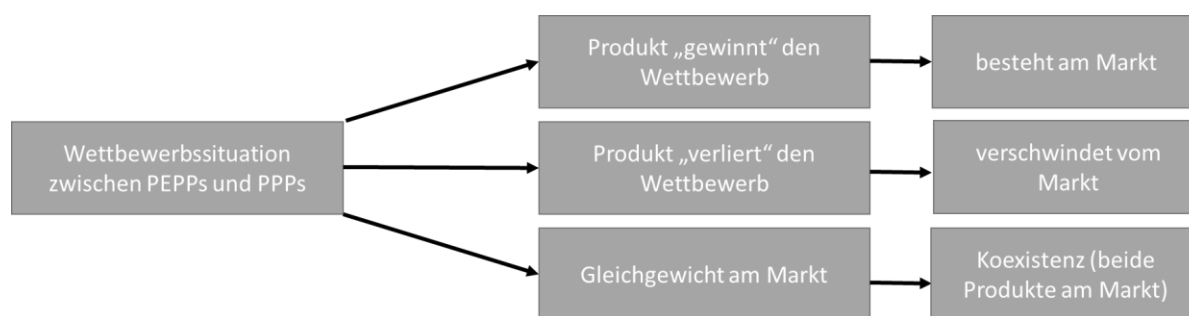 Wettbewerbssituation
zwischen PEPPs und PPPs
Produkt „gewinnt“ den
Wettbewerb
besteht am Markt
Produkt „verliert“ den
Wettbewerb
verschwindet vom
Markt
Gleichgewicht am Markt
Koexistenz (beide
Produkte am Markt)